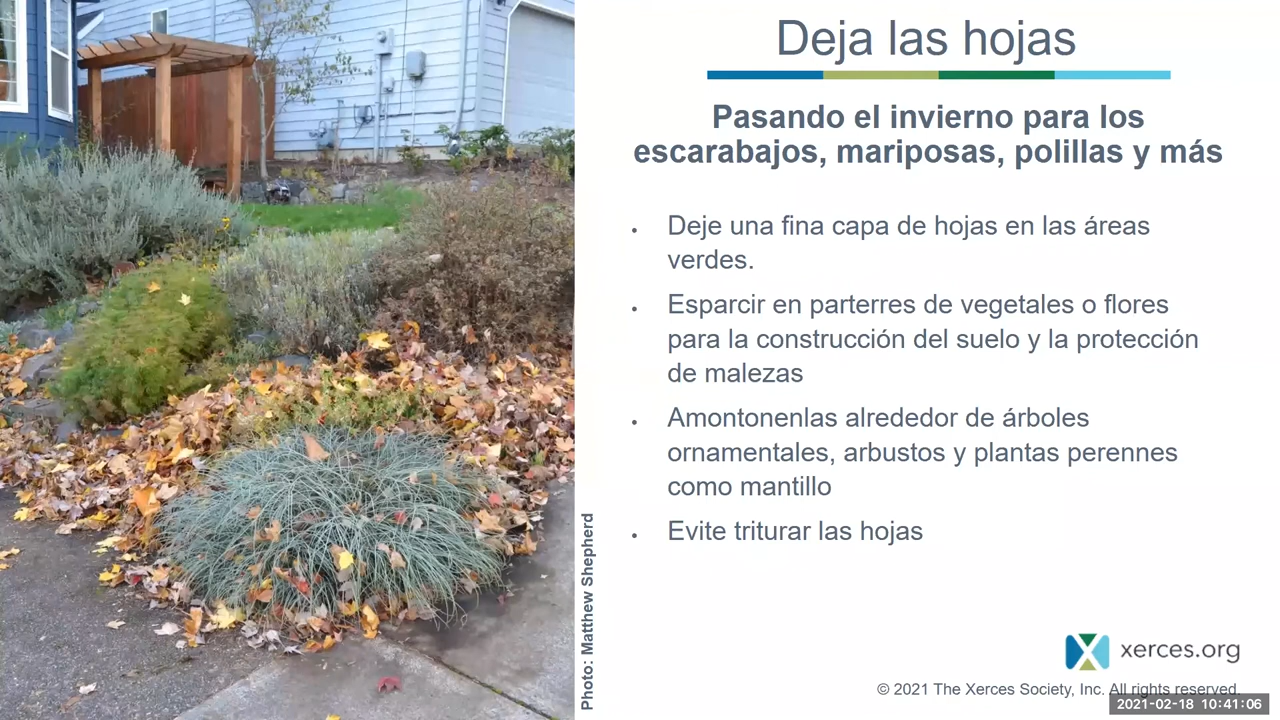 Deja las hojas
Pasando el invierno para los
escarabajos, mariposas, polillas y más
• Deje una fina capa de hojas en las áreas
verdes.
• Esparcir en parterres de vegetales o flores
para la construcción del suelo y la protección
de malezas
• Amontonenlas alrededor de árboles
ornamentales, arbustos y plantas perennes
como mantillo
• Evite triturar las hojas
Photo: Matthew Shepherd
xerces.org
© 2021 The Xerces Society, Inc. All rights reserved.
2021-02-18 10:41:06